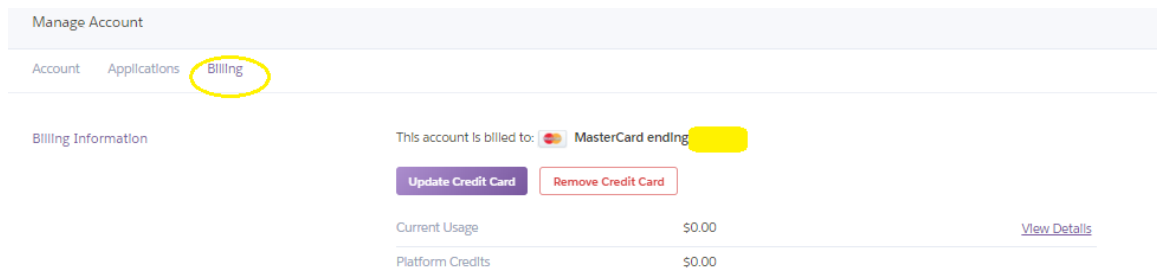 Manage Account
Account Applications Billing
Billing Information
This account is billed to: MasterCard ending
Update Credit Card Remove Credit Card
Current Usage $0.00 View Details
Platform Credits $0.00